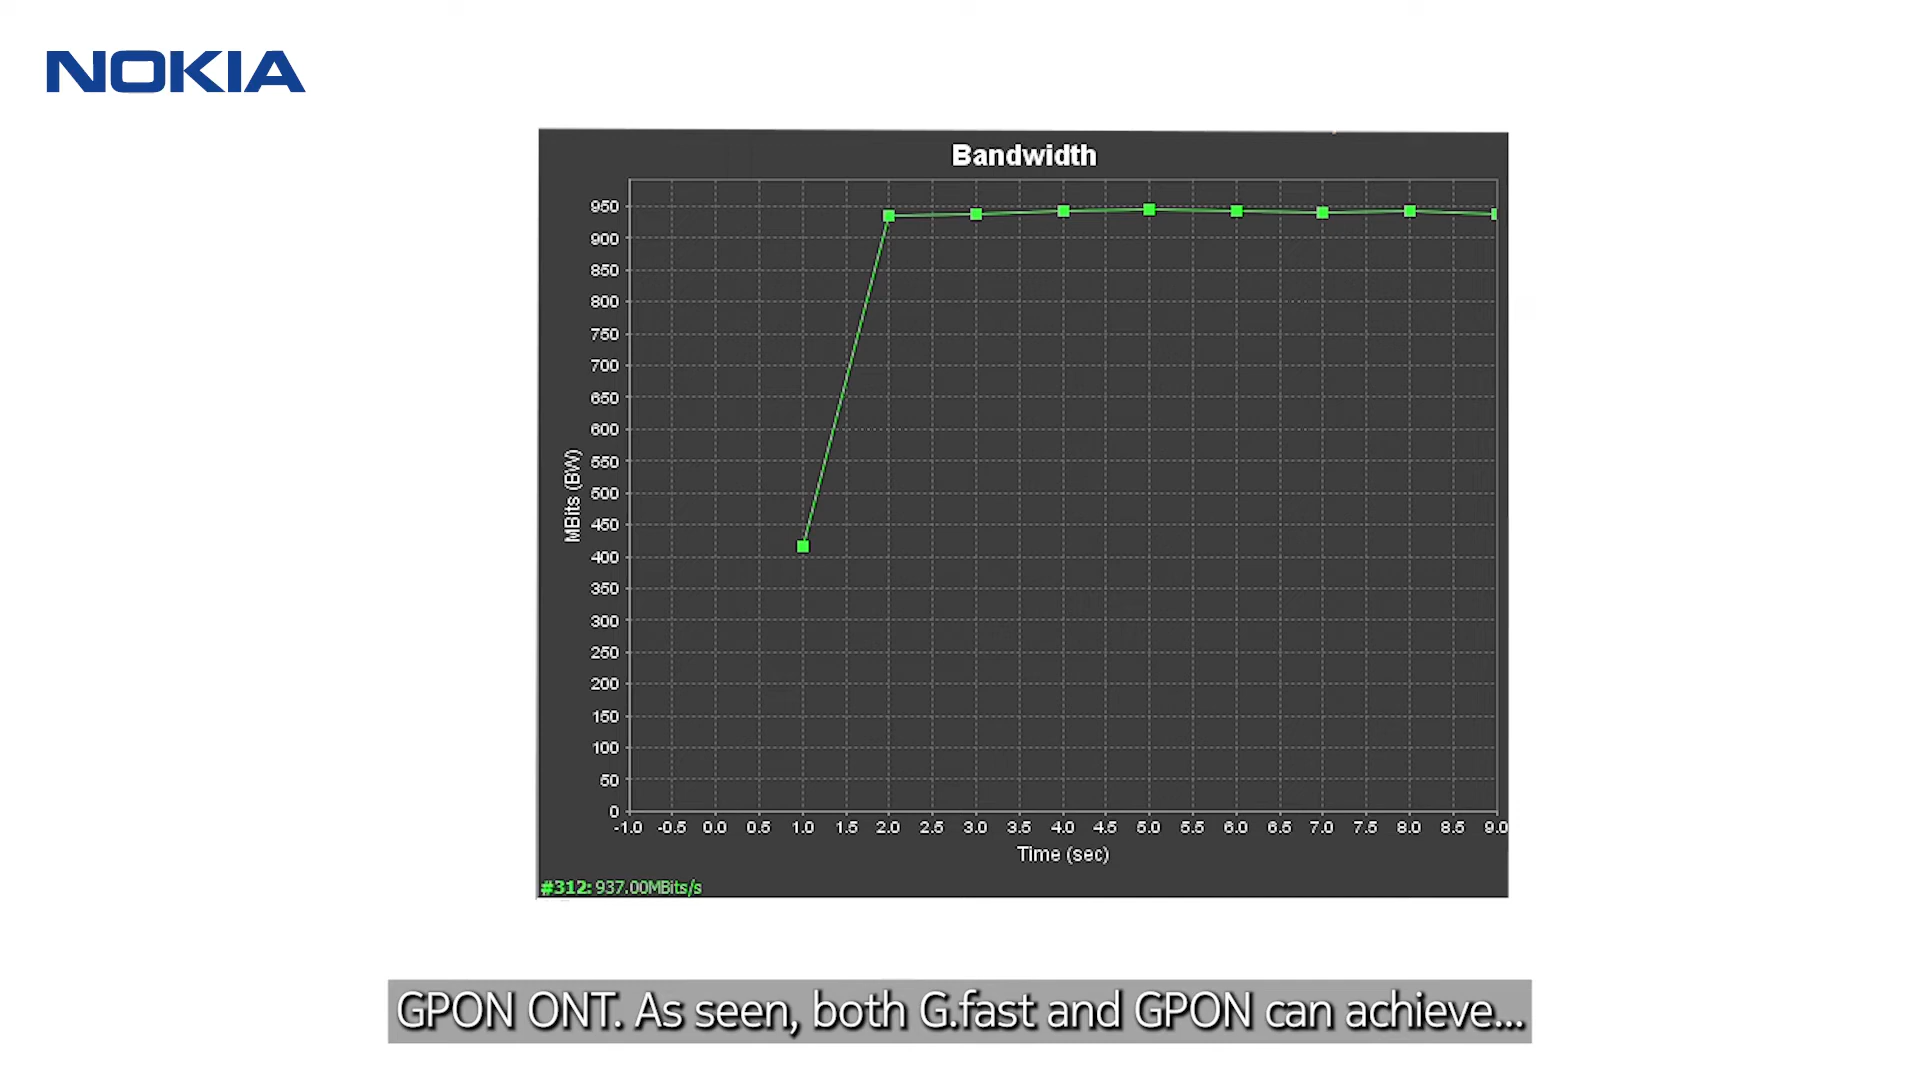 NOKIA
Bandwidth
950
900
850
800
750
700
650
600
550
500
450
400
350
300
250
200
150
100
50
0
MBits (BW)
-1.0 -0.5 0.0 0.5 1.0 1.5 2.0 2.5 3.0 3.5 4.0 4.5 5.0 5.5 6.0 6.5 7.0 7.5 8.0 8.5 9.0
Time (sec)
#312: 937.00MBits/s
GPON ONT. As seen, both G.fast and GPON can achieve...